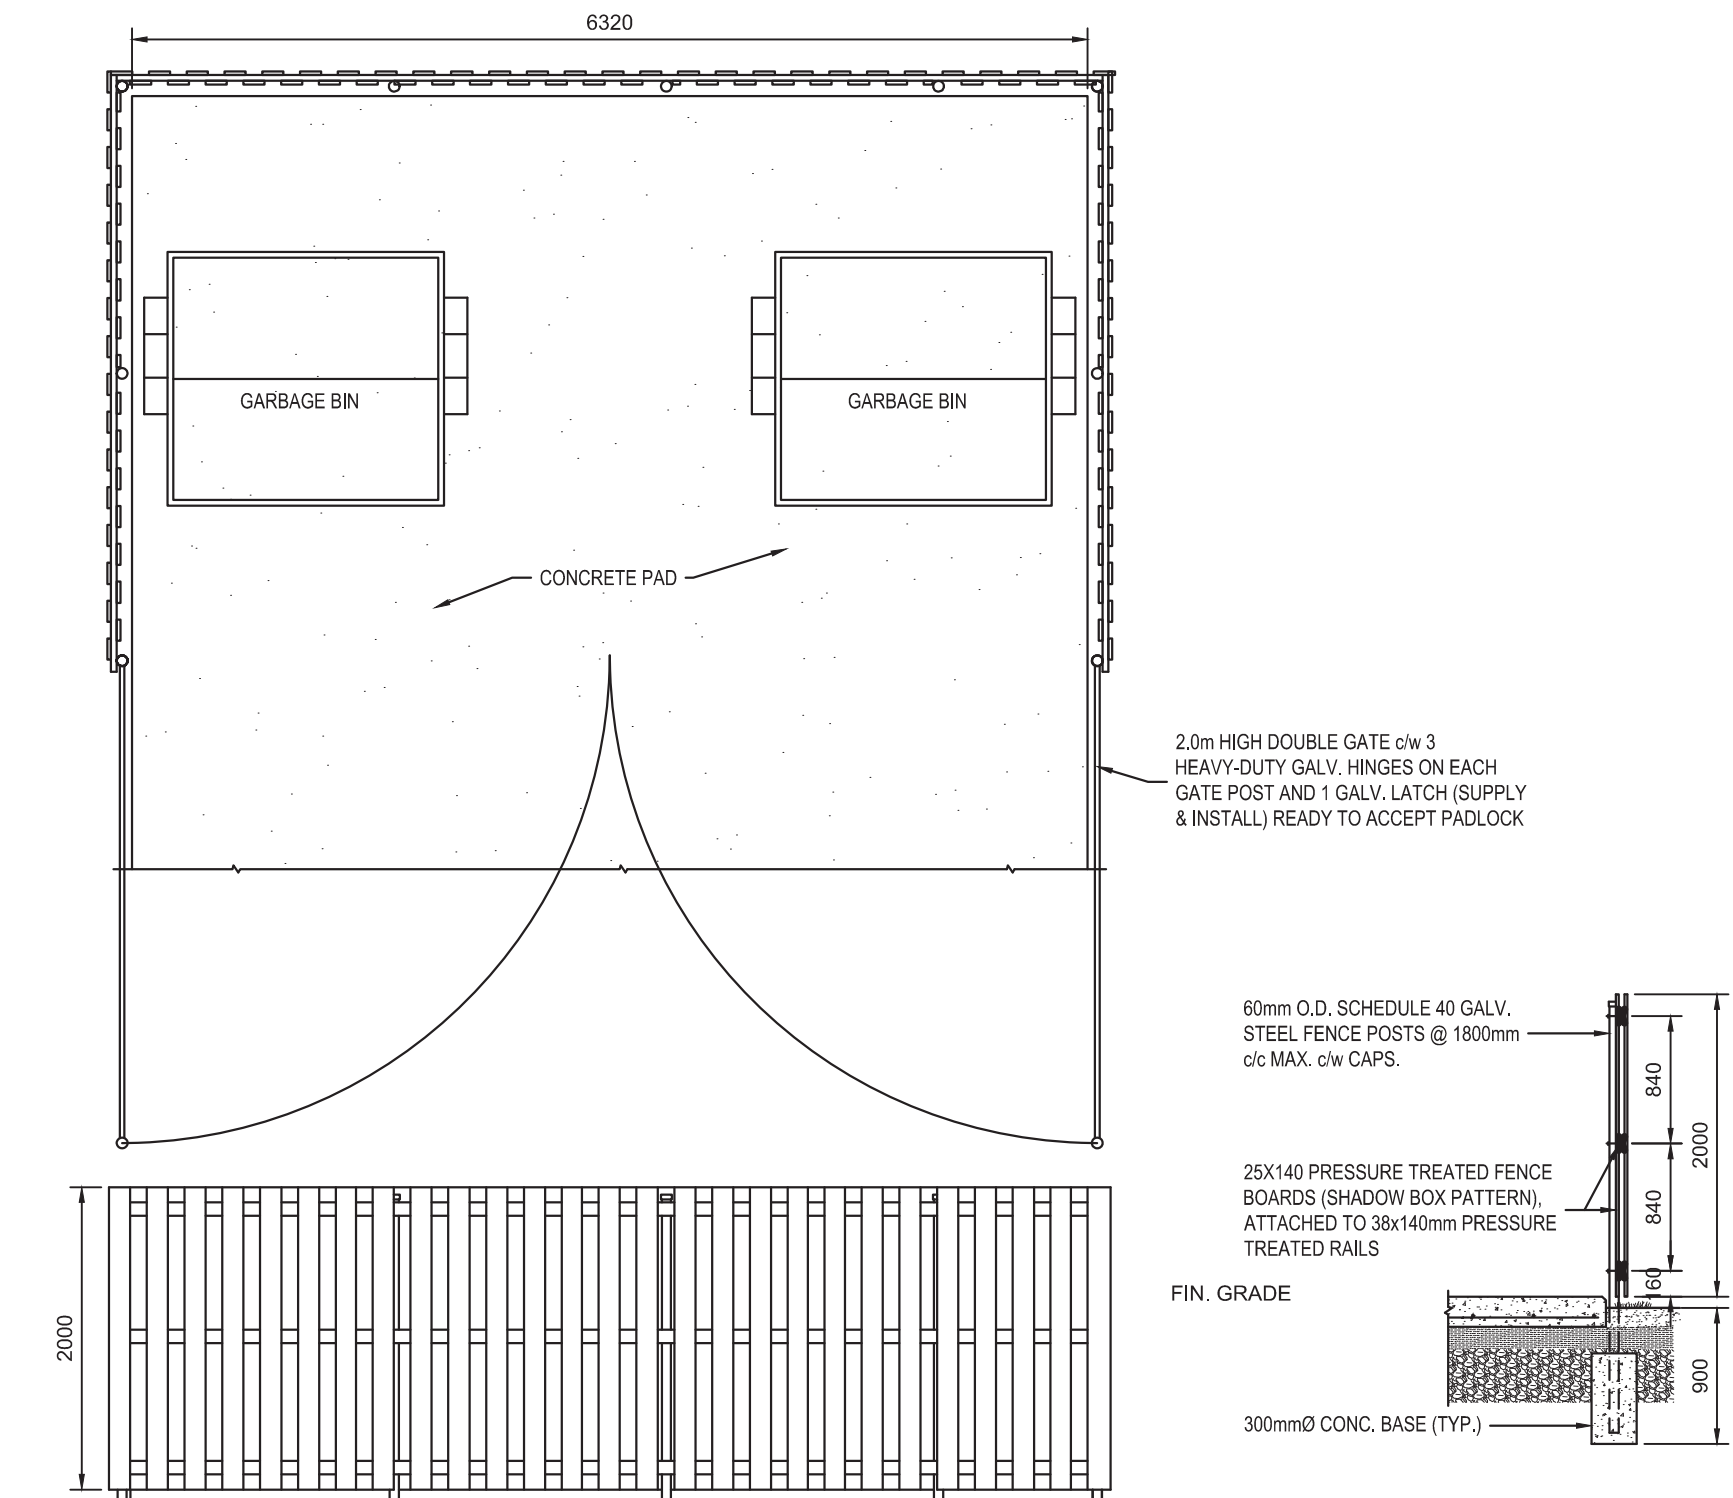 6320
GARBAGE BIN
GARBAGE BIN
CONCRETE PAD
2.0m HIGH DOUBLE GATE c/w 3
HEAVY-DUTY GALV. HINGES ON EACH
GATE POST AND 1 GALV. LATCH (SUPPLY
& INSTALL) READY TO ACCEPT PADLOCK
60mm O.D. SCHEDULE 40 GALV.
STEEL FENCE POSTS @ 1800mm
c/c MAX. c/w CAPS.
840
2000
25X140 PRESSURE TREATED FENCE
BOARDS (SHADOW BOX PATTERN),
ATTACHED TO 38x140mm PRESSURE
TREATED RAILS
840
160
FIN. GRADE
2000
900
300mmØ CONC. BASE (TYP.)